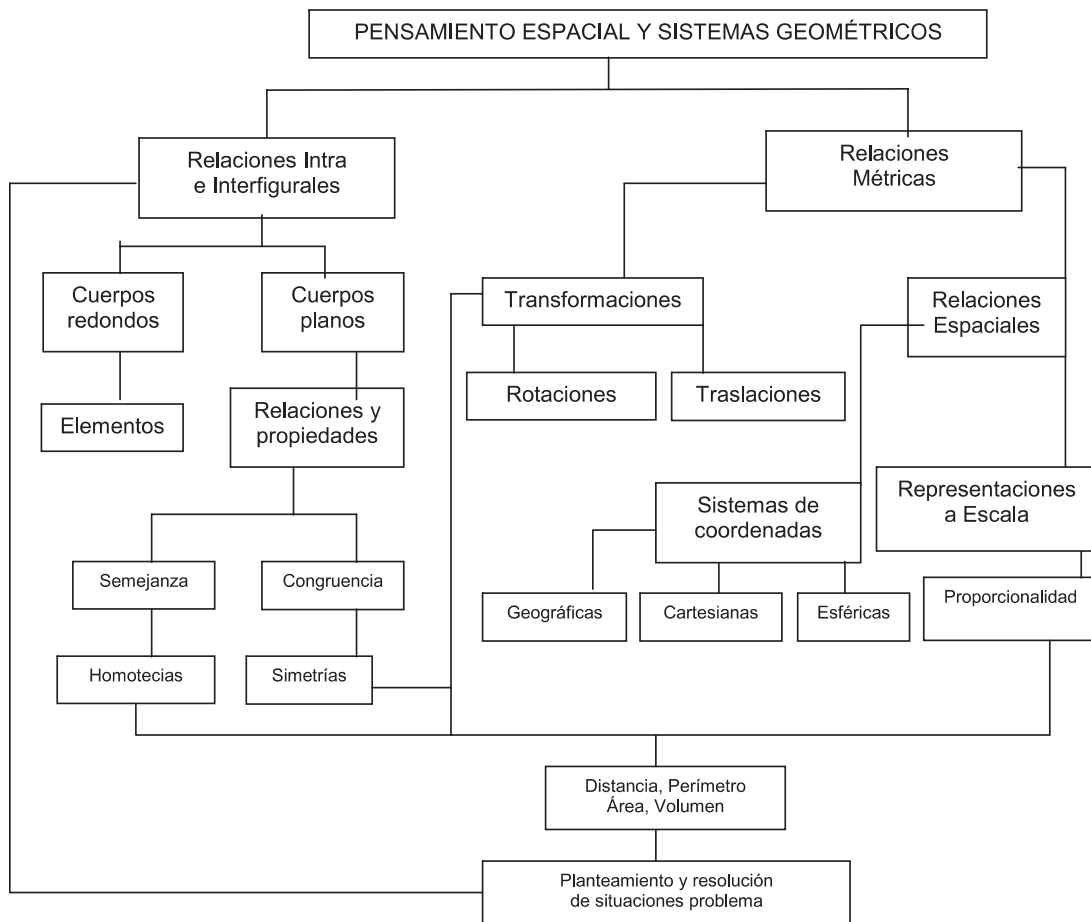 PENSAMIENTO ESPACIAL Y SISTEMAS GEOMÉTRICOS
Relaciones Intra
e Interfigurales
Relaciones
Métricas
Cuerpos
redondos
Cuerpos
planos
Transformaciones
Relaciones
Espaciales
Elementos
Relaciones y
propiedades
Rotaciones
Traslaciones
Sistemas de
coordenadas
Representaciones
a Escala
Semejanza
Congruencia
Geográficas
Cartesianas
Esféricas
Proporcionalidad
Homotecias
Simetrías
Distancia, Perímetro
Área, Volumen
Planteamiento y resolución
de situaciones problema